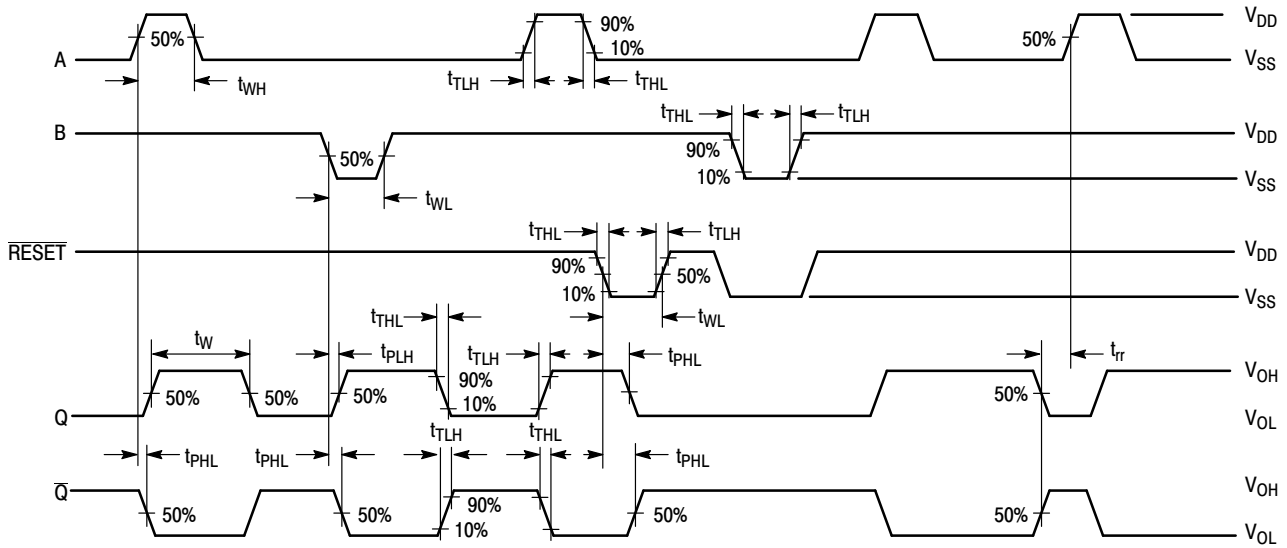 V_DD
50%
90%
10%
50%
A
V_SS
t_WH
t_TLH
t_THL
t_THL
t_TLH
B
V_DD
50%
90%
10%
V_SS
t_WL
t_THL
t_TLH
RESET
V_DD
90%
50%
10%
V_SS
t_THL
t_WL
t_W
t_PLH
t_TLH
t_PHL
t_rr
V_OH
50%
50%
50%
90%
10%
50%
Q
V_OL
t_TLH
t_THL
t_PHL
t_PHL
t_PHL
Q
V_OH
50%
50%
90%
10%
50%
50%
V_OL